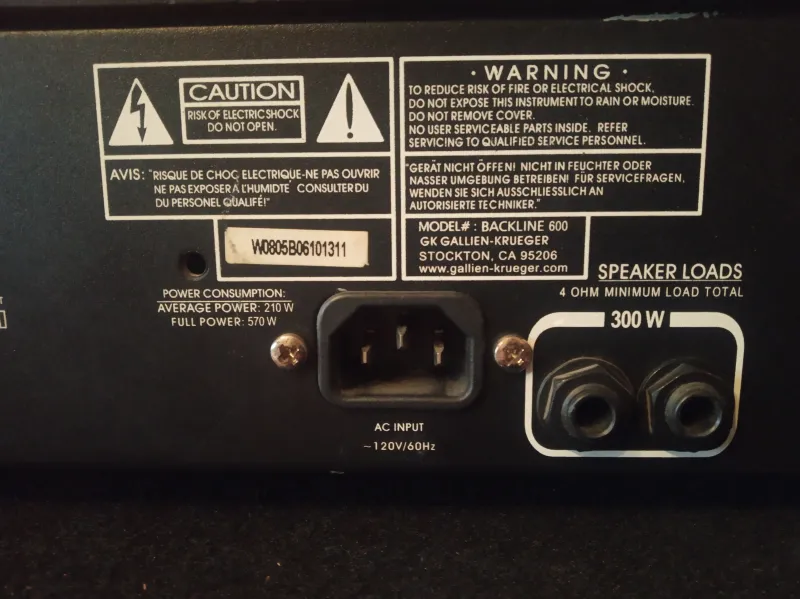 CAUTION
RISK OF ELECTRIC SHOCK
DO NOT OPEN.
AVIS: "RISQUE DE CHOC ELECTRIQUE-NE PAS OUVRIR
NE PAS EXPOSER A L'HUMIDTE CONSULTER DU
DU PERSONEL QUALIFÉ!"
· WARNING ·
TO REDUCE RISK OF FIRE OR ELECTRICAL SHOCK,
DO NOT EXPOSE THIS INSTRUMENT TO RAIN OR MOISTURE.
DO NOT REMOVE COVER.
NO USER SERVICEABLE PARTS INSIDE. REFER
SERVICING TO QUALIFIED SERVICE PERSONNEL.
"GERÄT NICHT ÖFFEN! NICHT IN FEUCHTER ODER
NASSER UMGEBUNG BETREIBEN! FÜR SERVICEFRAGEN,
WENDEN SIE SICH AUSSCHLIESSLICH AN
AUTORISIERTE TECHNIKER."
W0805B06101311
MODEL# : BACKLINE 600
GK GALLIEN-KRUEGER
STOCKTON, CA 95206
www.gallien-krueger.com
POWER CONSUMPTION:
AVERAGE POWER: 210 W
FULL POWER: 570 W
SPEAKER LOADS
4 OHM MINIMUM LOAD TOTAL
300 W
AC INPUT
~120V/60Hz